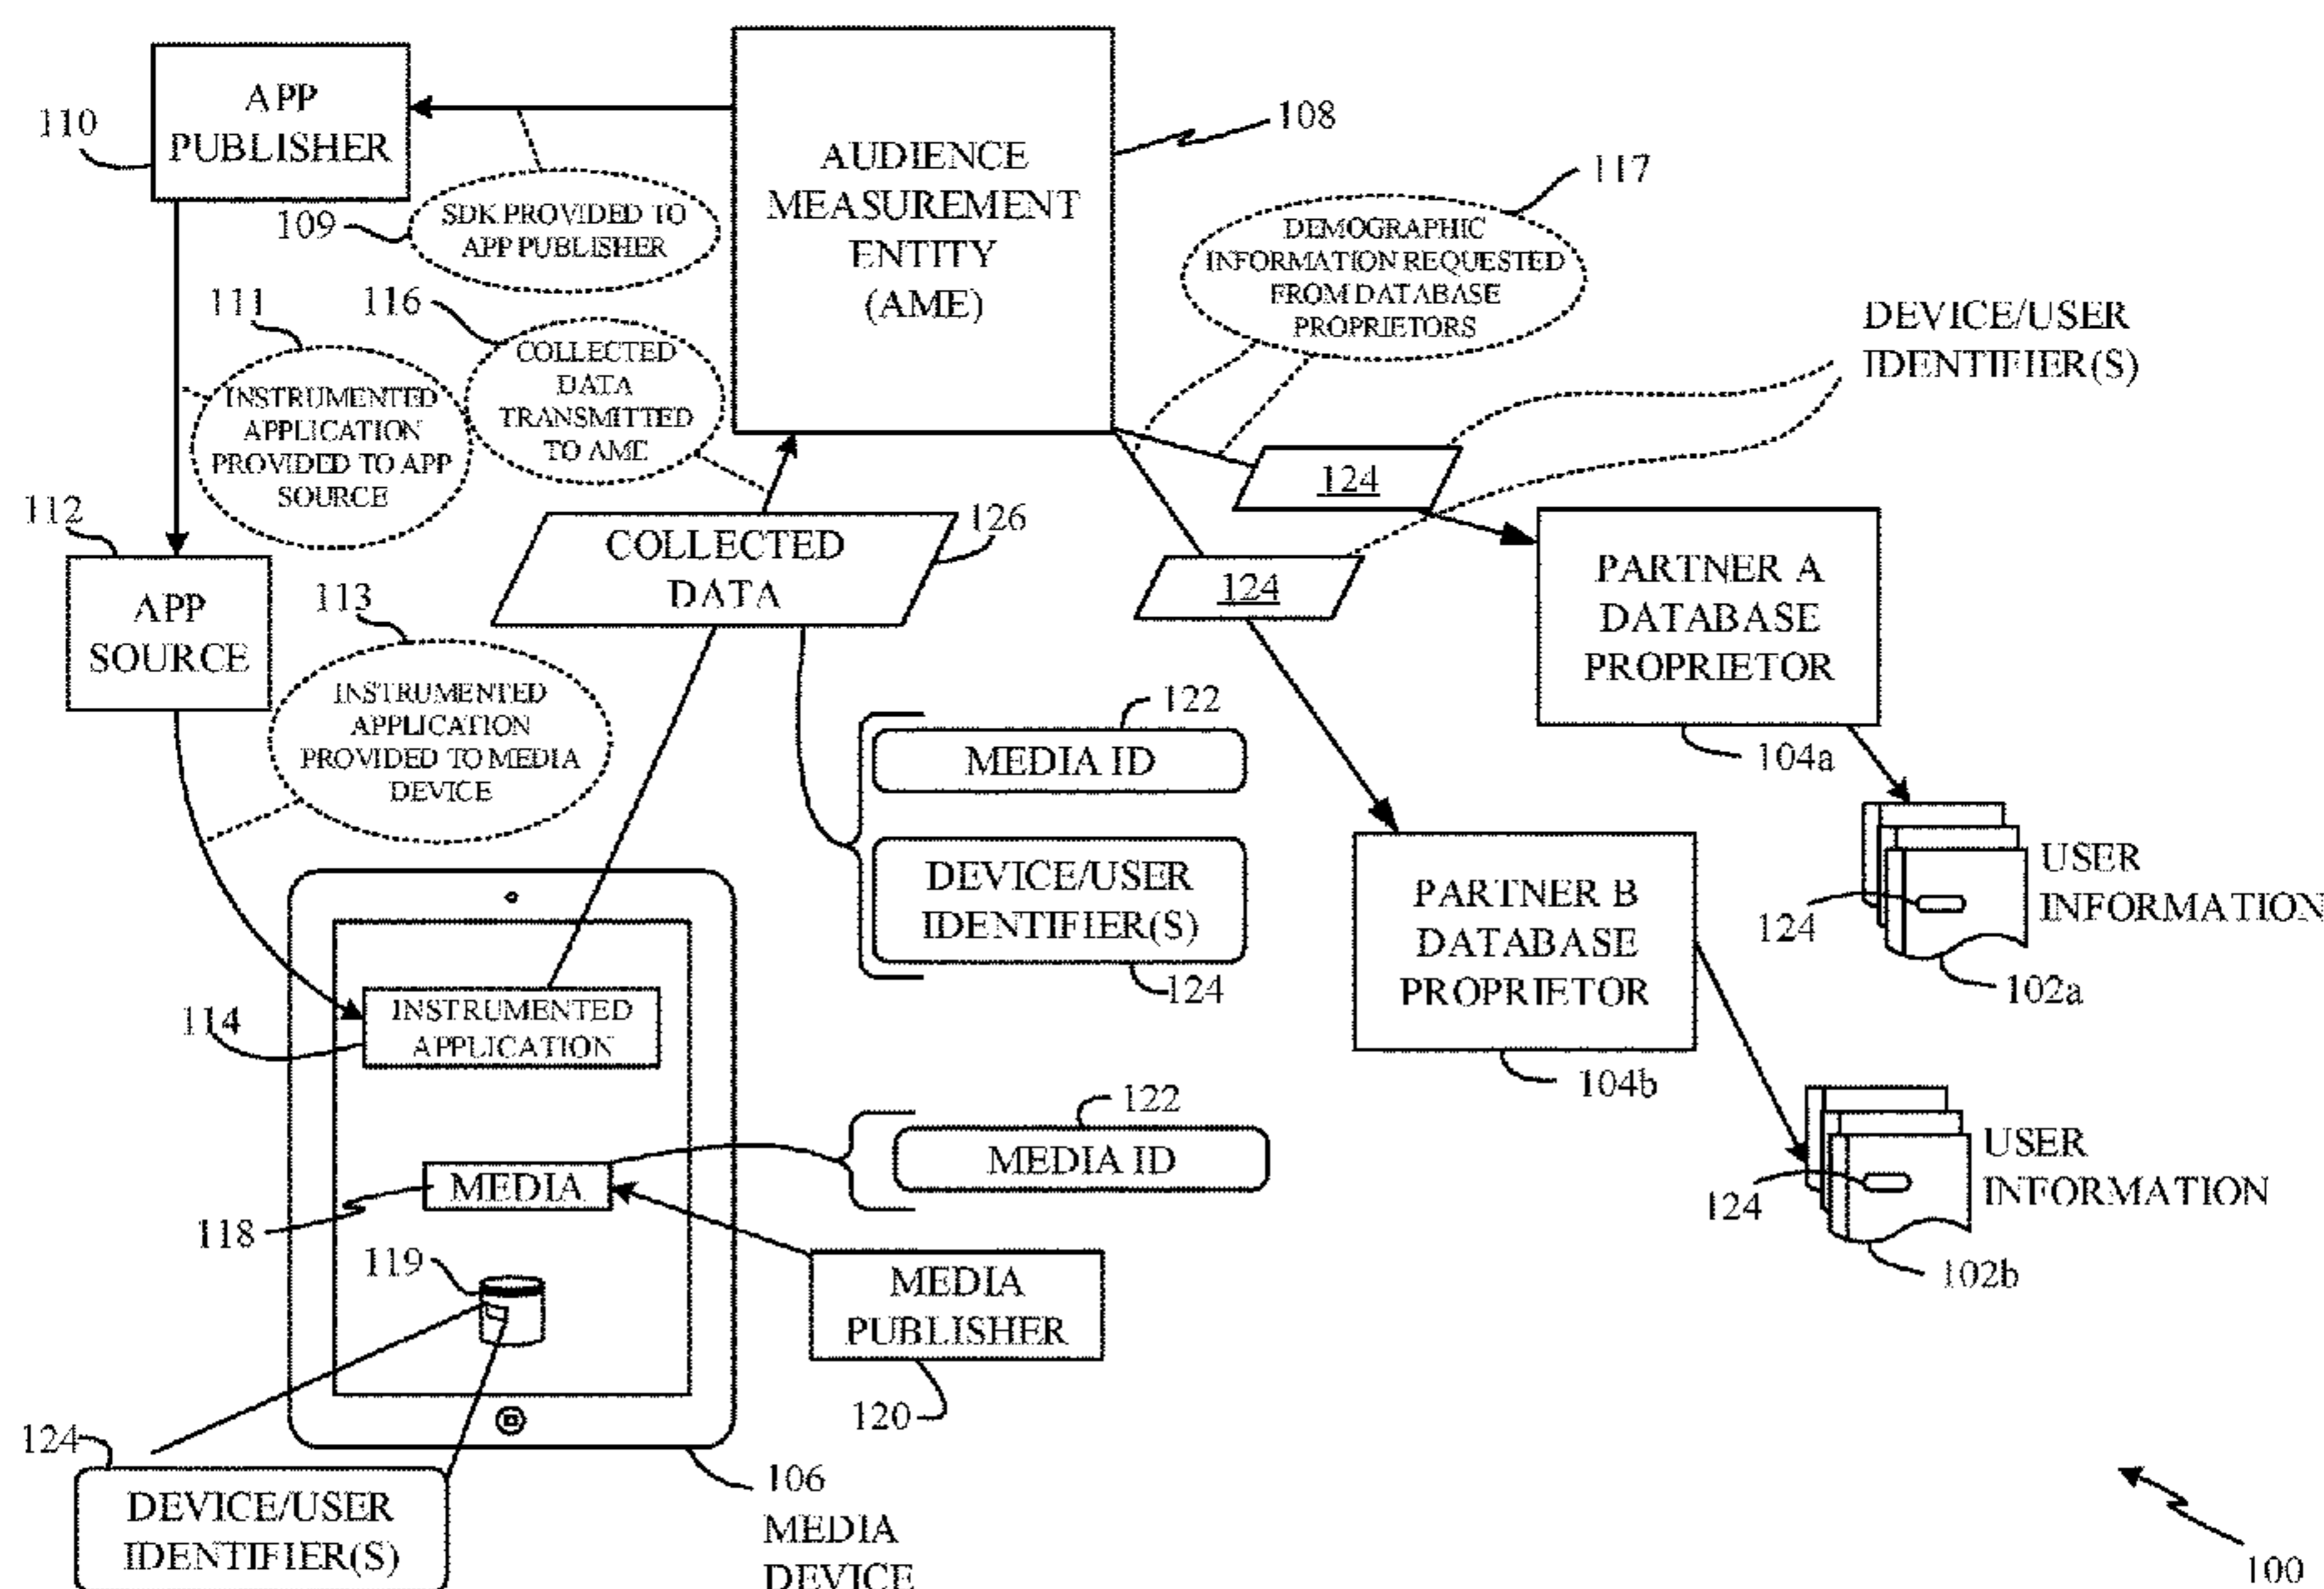 APP
PUBLISHER
110
AUDIENCE
MEASUREMENT
ENTITY
(AME)
108
109
SDK PROVIDED TO
APP PUBLISHER
117
DEMOGRAPHIC
INFORMATION REQUESTED
FROM DATABASE
PROPRIETORS
DEVICE/USER
IDENTIFIER(S)
111
INSTRUMENTED
APPLICATION
PROVIDED TO APP
SOURCE
116
COLLECTED
DATA
TRANSMITTED
TO AME
124
124
112
APP
SOURCE
COLLECTED
DATA
126
PARTNER A
DATABASE
PROPRIETOR
104a
113
INSTRUMENTED
APPLICATION
PROVIDED TO MEDIA
DEVICE
122
MEDIA ID
DEVICE/USER
IDENTIFIER(S)
124
PARTNER B
DATABASE
PROPRIETOR
104b
USER
INFORMATION
124
102a
114
INSTRUMENTED
APPLICATION
122
MEDIA ID
MEDIA
118
USER
INFORMATION
124
102b
119
MEDIA
PUBLISHER
120
124
DEVICE/USER
IDENTIFIER(S)
106
MEDIA
DEVICE
100